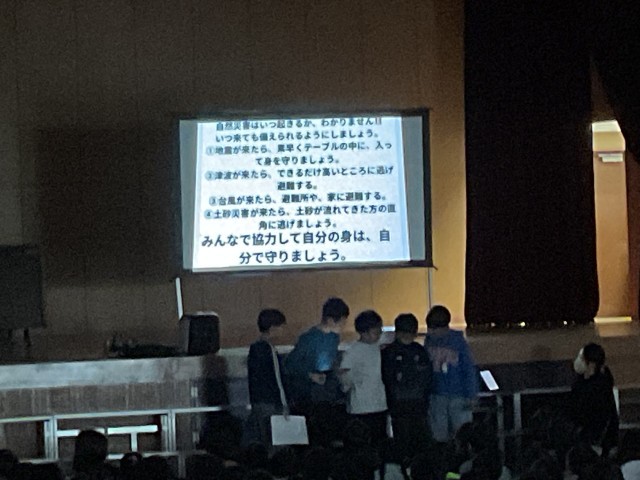 自然災害はいつ起きるか、わかりません!!
いつ来ても備えられるようにしましょう。
①地震が来たら、素早くテーブルの中に、入っ
て身を守りましょう。
②津波が来たら、できるだけ高いところに逃げ
避難する。
③台風が来たら、避難所や、家に避難する。
④土砂災害が来たら、土砂が流れてきた方の直
角に逃げましょう。
みんなで協力して自分の身は、自
分で守りましょう。